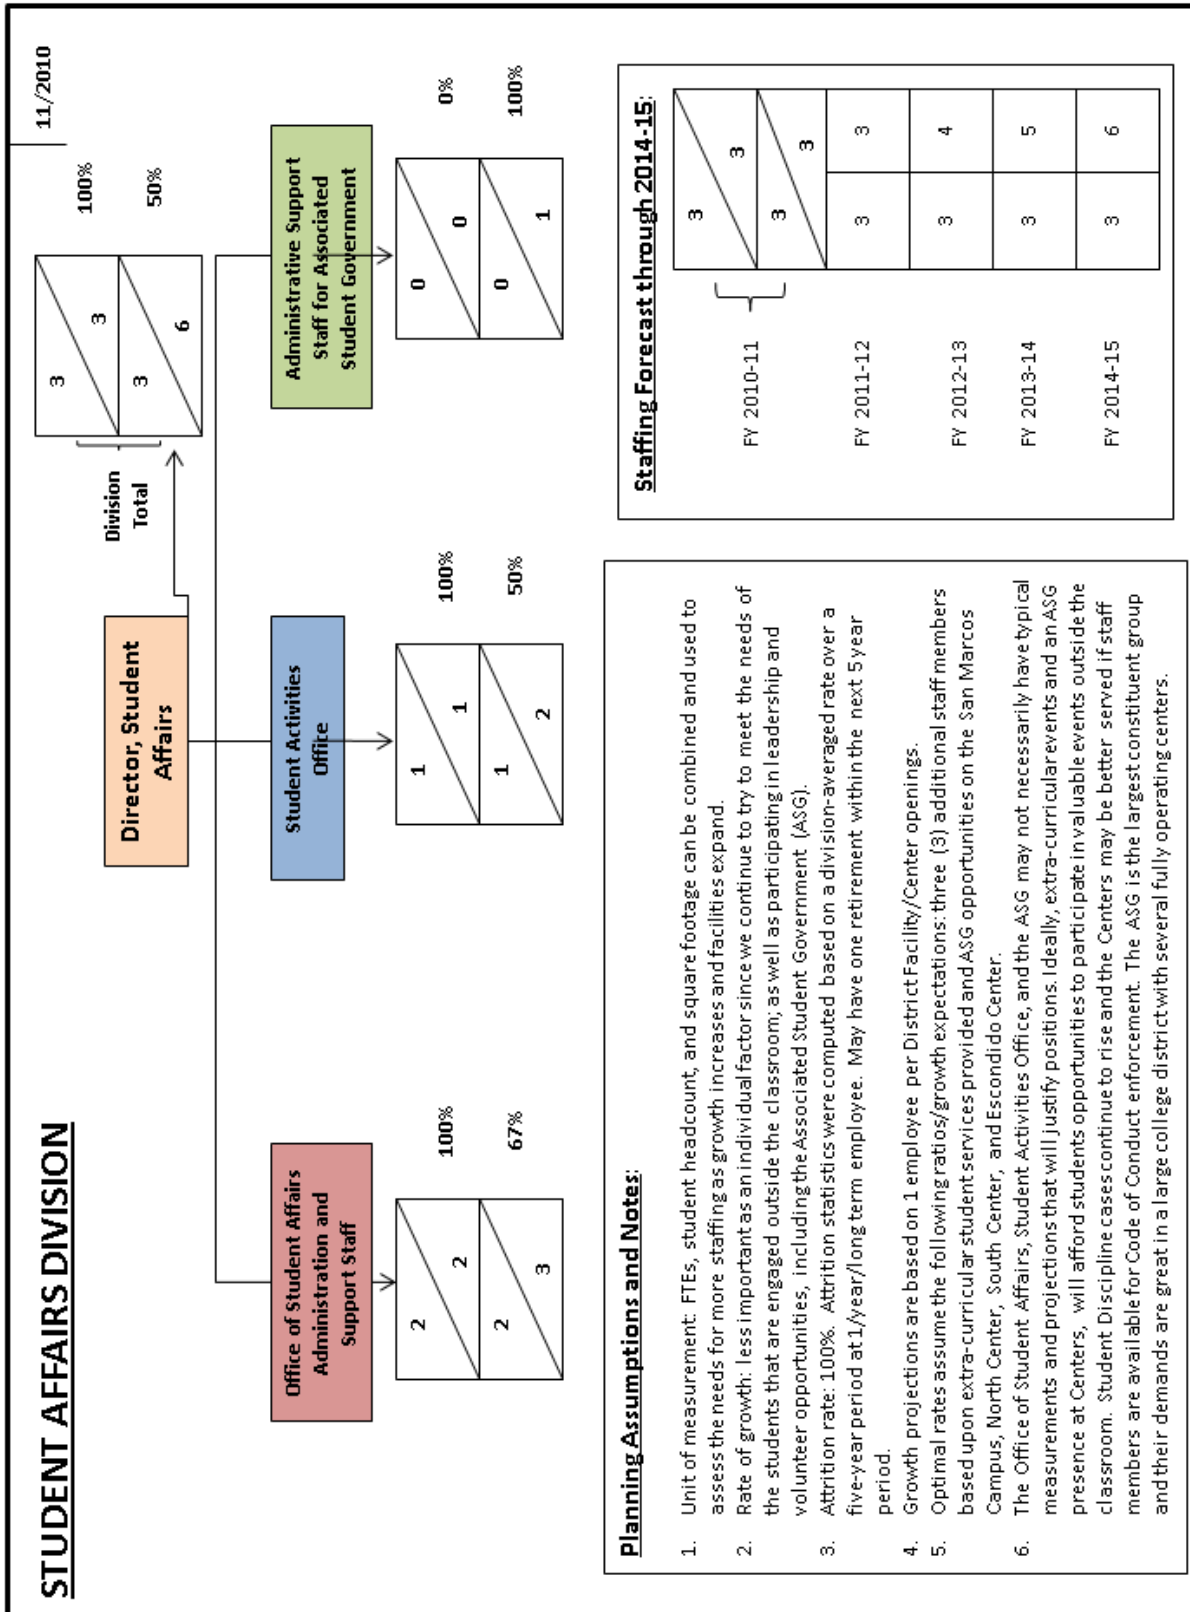 STUDENT AFFAIRS DIVISION
11/2010
Director, Student
Affairs
Division
Total
3
3
100%
3
6
50%
Office of Student Affairs
Administration and
Support Staff
2
2
100%
2
3
67%
Student Activities
Office
1
1
100%
1
2
50%
Administrative Support
Staff for Associated
Student Government
0
0
0%
0
1
100%
Planning Assumptions and Notes:
1. Unit of measurement: FTEs, student headcount, and square footage can be combined and used to
assess the needs for more staffing as growth increases and facilities expand.
2. Rate of growth: less important as an individual factor since we continue to try to meet the needs of
the students that are engaged outside the classroom; as well as participating in leadership and
volunteer opportunities, including the Associated Student Government (ASG).
3. Attrition rate: 100%. Attrition statistics were computed based on a division-averaged rate over a
five-year period at 1/year/long term employee. May have one retirement within the next 5 year
period.
4. Growth projections are based on 1 employee per District Facility/Center openings.
5. Optimal rates assume the following ratios/growth expectations: three (3) additional staff members
based upon extra-curricular student services provided and ASG opportunities on the San Marcos
Campus, North Center, South Center, and Escondido Center.
6. The Office of Student Affairs, Student Activities Office, and the ASG may not necessarily have typical
measurements and projections that will justify positions. Ideally, extra-curricular events and an ASG
presence at Centers, will afford students opportunities to participate in valuable events outside the
classroom. Student Discipline cases continue to rise and the Centers may be better served if staff
members are available for Code of Conduct enforcement. The ASG is the largest constituent group
and their demands are great in a large college district with several fully operating centers.
Staffing Forecast through 2014-15:
FY 2010-11
3
3
3
3
FY 2011-12 3 3
FY 2012-13 3 4
FY 2013-14 3 5
FY 2014-15 3 6